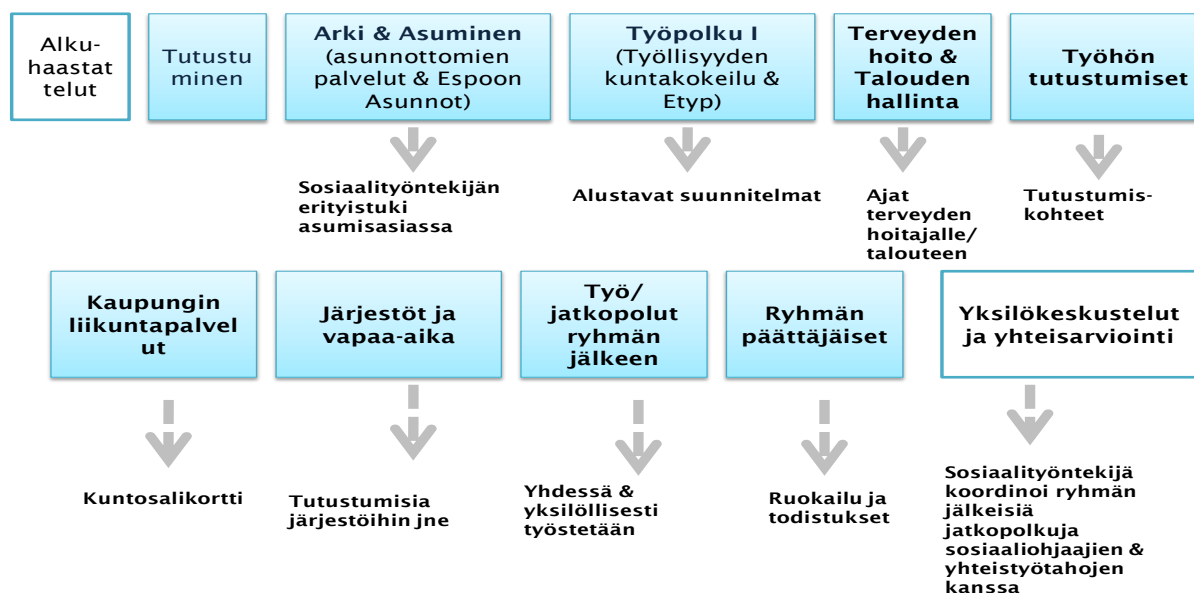 Alku-
haastat
telut
Tutustu
minen
Arki & Asuminen
(asunnottomien
palvelut & Espoon
Asunnot)
Työpolku I
(Työllisyyden
kuntakokeilu &
Etyp)
Terveyden
hoito &
Talouden
hallinta
Työhön
tutustumiset
Sosiaalityöntekijän
erityistuki
asumisasiassa
Alustavat suunnitelmat
Ajat
terveyden
hoitajalle/
talouteen
Tutustumis-
kohteet
Kaupungin
liikuntapalvel
ut
Järjestöt ja
vapaa-aika
Työ/
jatkopolut
ryhmän
jälkeen
Ryhmän
päättäjäiset
Yksilökeskustelut
ja yhteisarviointi
Kuntosalikortti
Tutustumisia
järjestöihin jne
Yhdessä &
yksilöllisesti
työstetään
Ruokailu ja
todistukset
Sosiaalityöntekijä
koordinoi ryhmän
jälkeisiä
jatkopolkuja
sosiaaliohjaajien &
yhteistyötahojen
kanssa